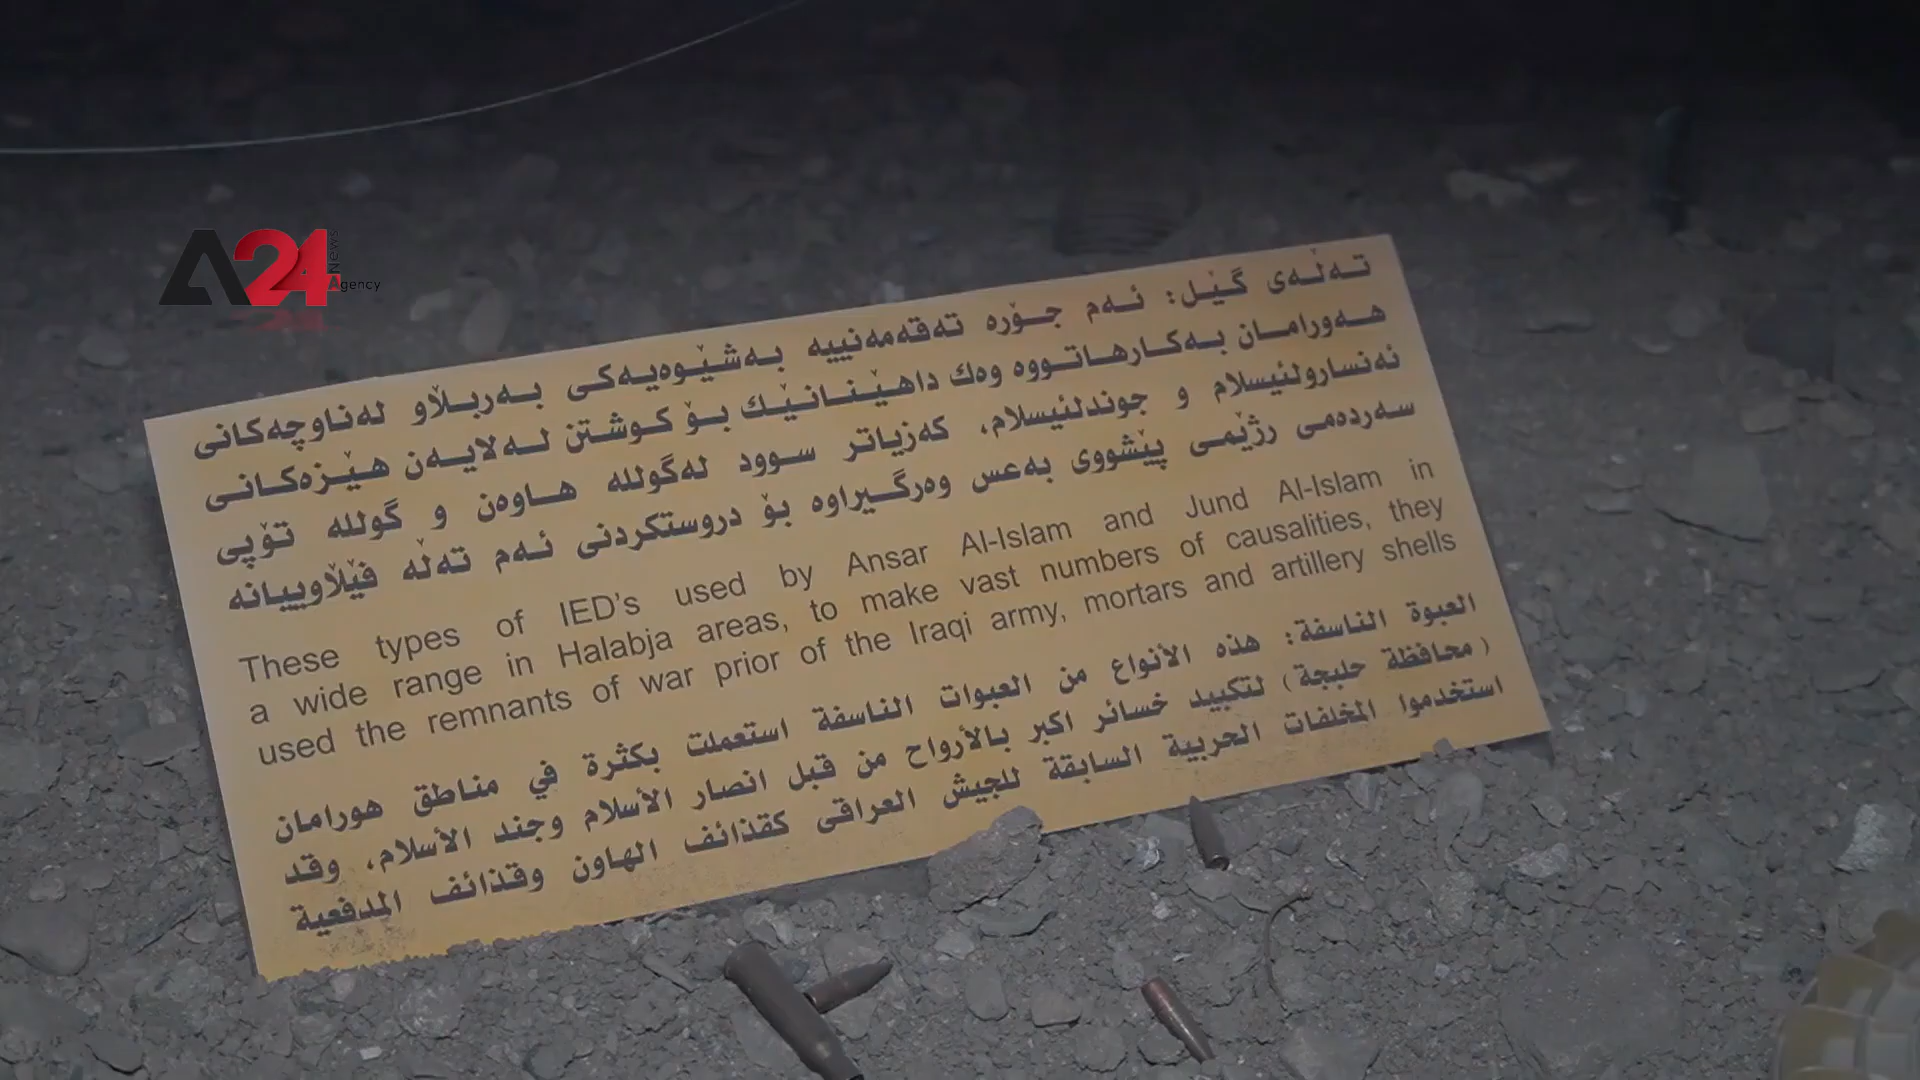 A24 News Agency
تەڵەی گێل: ئەم جۆرە تەقەمەنییە بەشێوەیەکی بەربڵاو لەناوچەکانی
هەورامان بەکارهاتووە وەك داهێنانێك بۆ کوشتن لەلایەن هێزەکانی
ئەنسارولئیسلام و جوندلئیسلام، کەزیاتر سوود لەگوللە هاوەن و گوللە تۆپی
سەردەمی رژێمی پێشووی بەعس وەرگیراوە بۆ دروستکردنی ئەم تەڵە فێڵاوییانە
These types of IED's used by Ansar Al-Islam and Jund Al-Islam in
a wide range in Halabja areas, to make vast numbers of causalities, they
used the remnants of war prior of the Iraqi army, mortars and artillery shells
العبوة الناسفة: هذه الأنواع من العبوات الناسفة استعملت بكثرة في مناطق هورامان
(محافظة حلبجة) لتكبيد خسائر اكبر بالأرواح من قبل انصار الأسلام وجند الأسلام، وقد
استخدموا المخلفات الحربية السابقة للجيش العراقى كقذائف الهاون وقذائف المدفعية